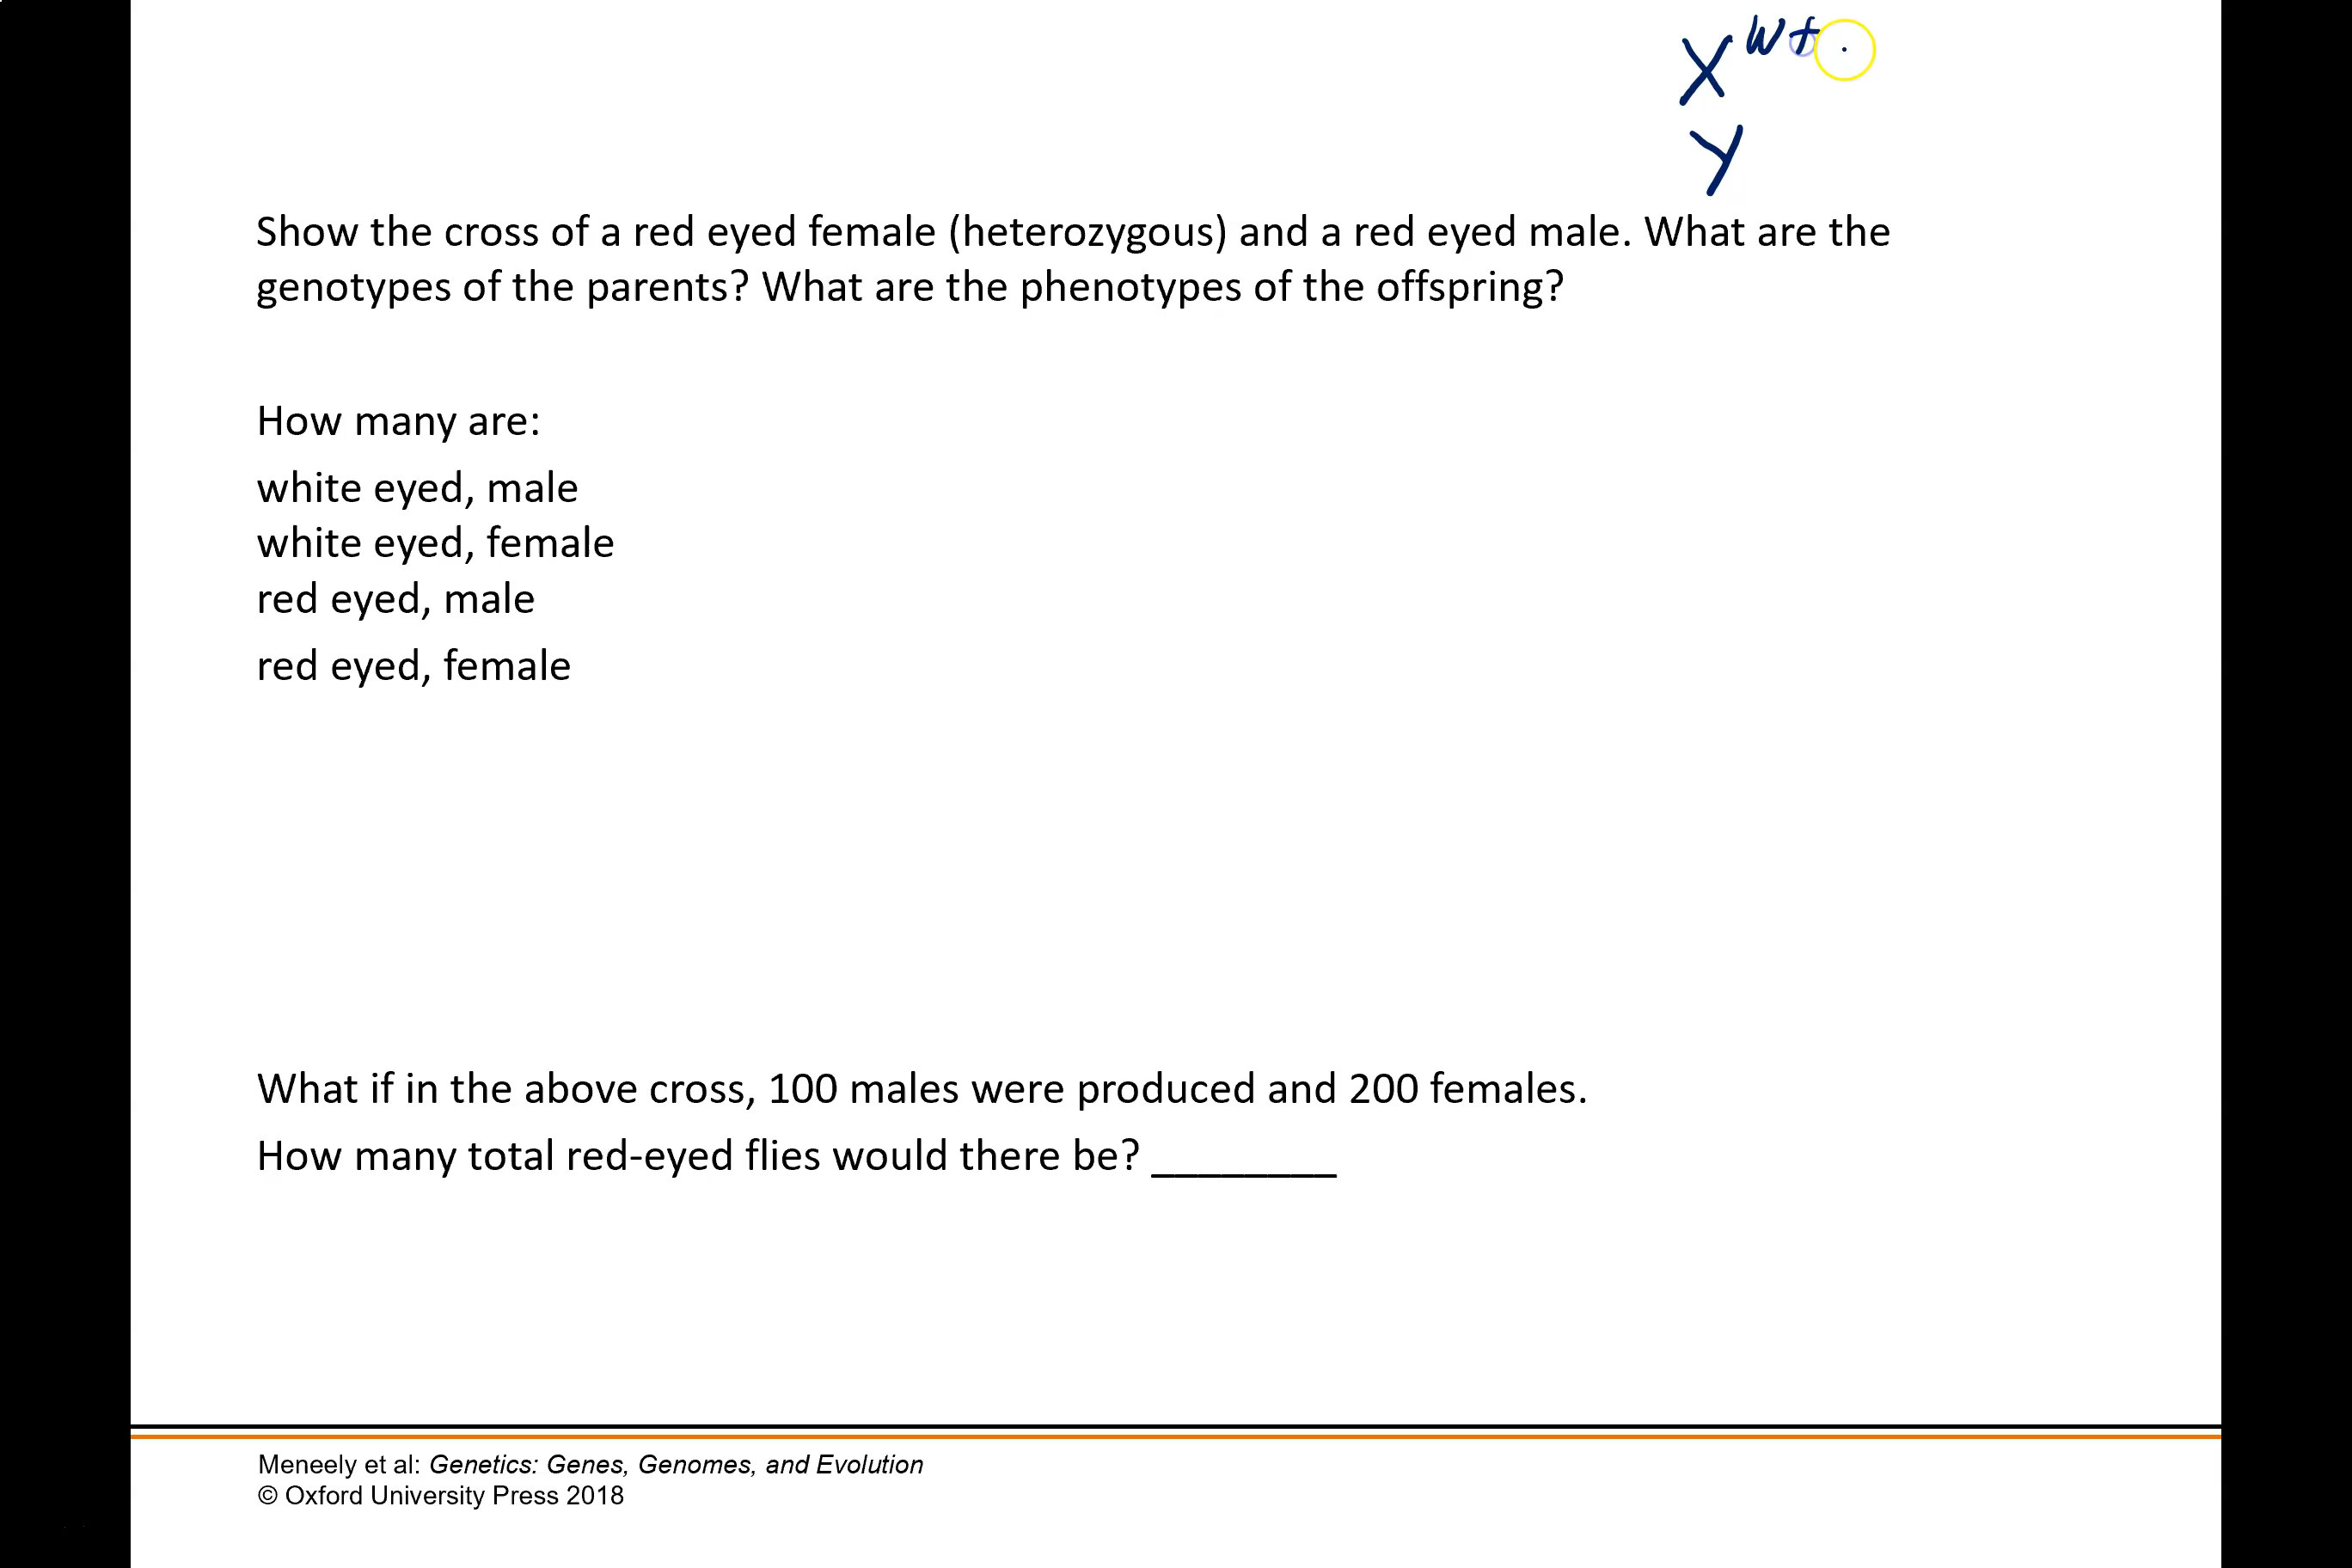 X w+
Y
Show the cross of a red eyed female (heterozygous) and a red eyed male. What are the
genotypes of the parents? What are the phenotypes of the offspring?
How many are:
white eyed, male
white eyed, female
red eyed, male
red eyed, female
What if in the above cross, 100 males were produced and 200 females.
How many total red-eyed flies would there be? ________
Meneely et al: Genetics: Genes, Genomes, and Evolution
© Oxford University Press 2018